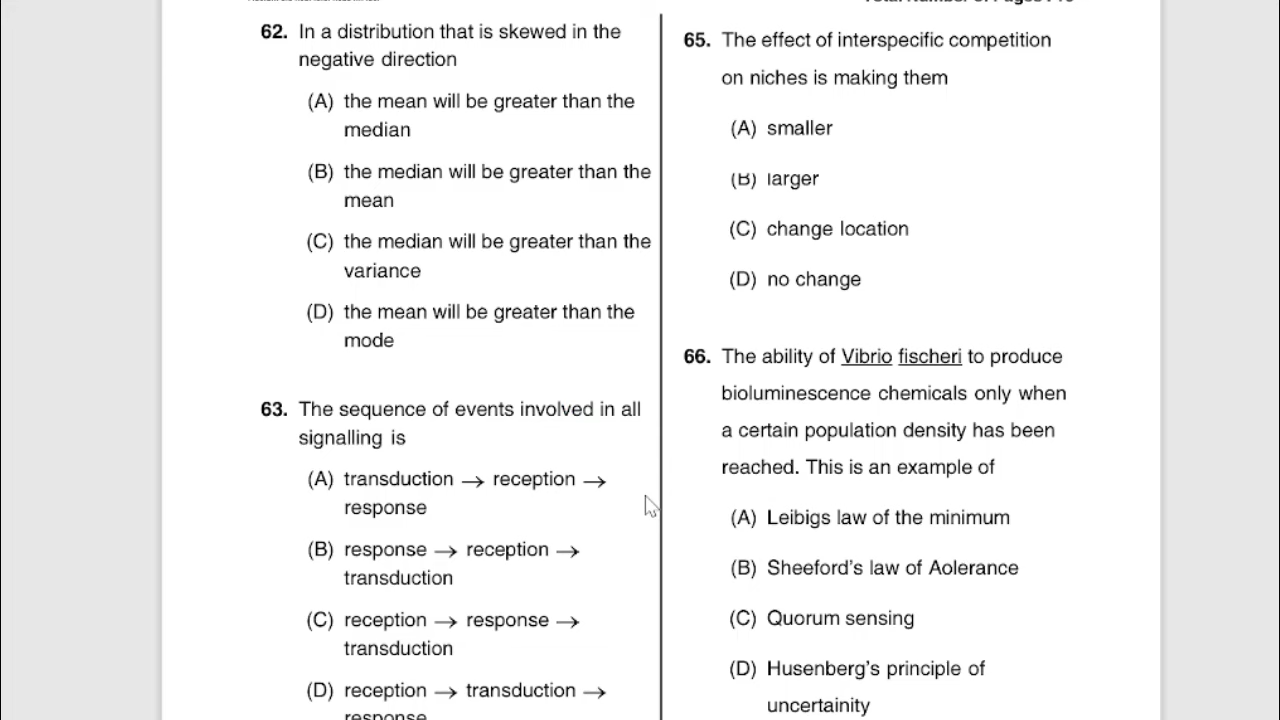 62. In a distribution that is skewed in the
negative direction
(A) the mean will be greater than the
median
(B) the median will be greater than the
mean
(C) the median will be greater than the
variance
(D) the mean will be greater than the
mode
63. The sequence of events involved in all
signalling is
(A) transduction → reception →
response
(B) response → reception →
transduction
(C) reception → response →
transduction
(D) reception → transduction →
response
65. The effect of interspecific competition
on niches is making them
(A) smaller
(B) larger
(C) change location
(D) no change
66. The ability of Vibrio fischeri to produce
bioluminescence chemicals only when
a certain population density has been
reached. This is an example of
(A) Leibigs law of the minimum
(B) Sheeford's law of Aolerance
(C) Quorum sensing
(D) Husenberg's principle of
uncertainity